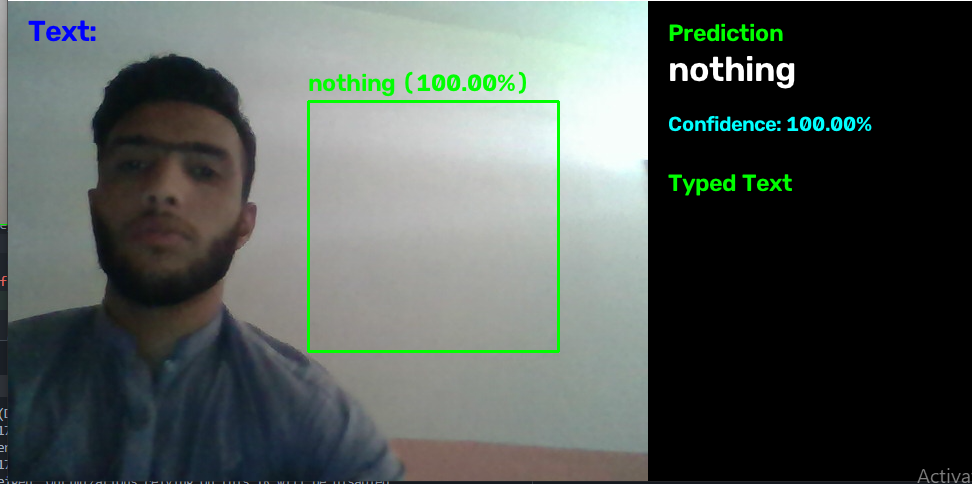 Text:
nothing (100.00%)
Prediction
nothing
Confidence: 100.00%
Typed Text
Activa